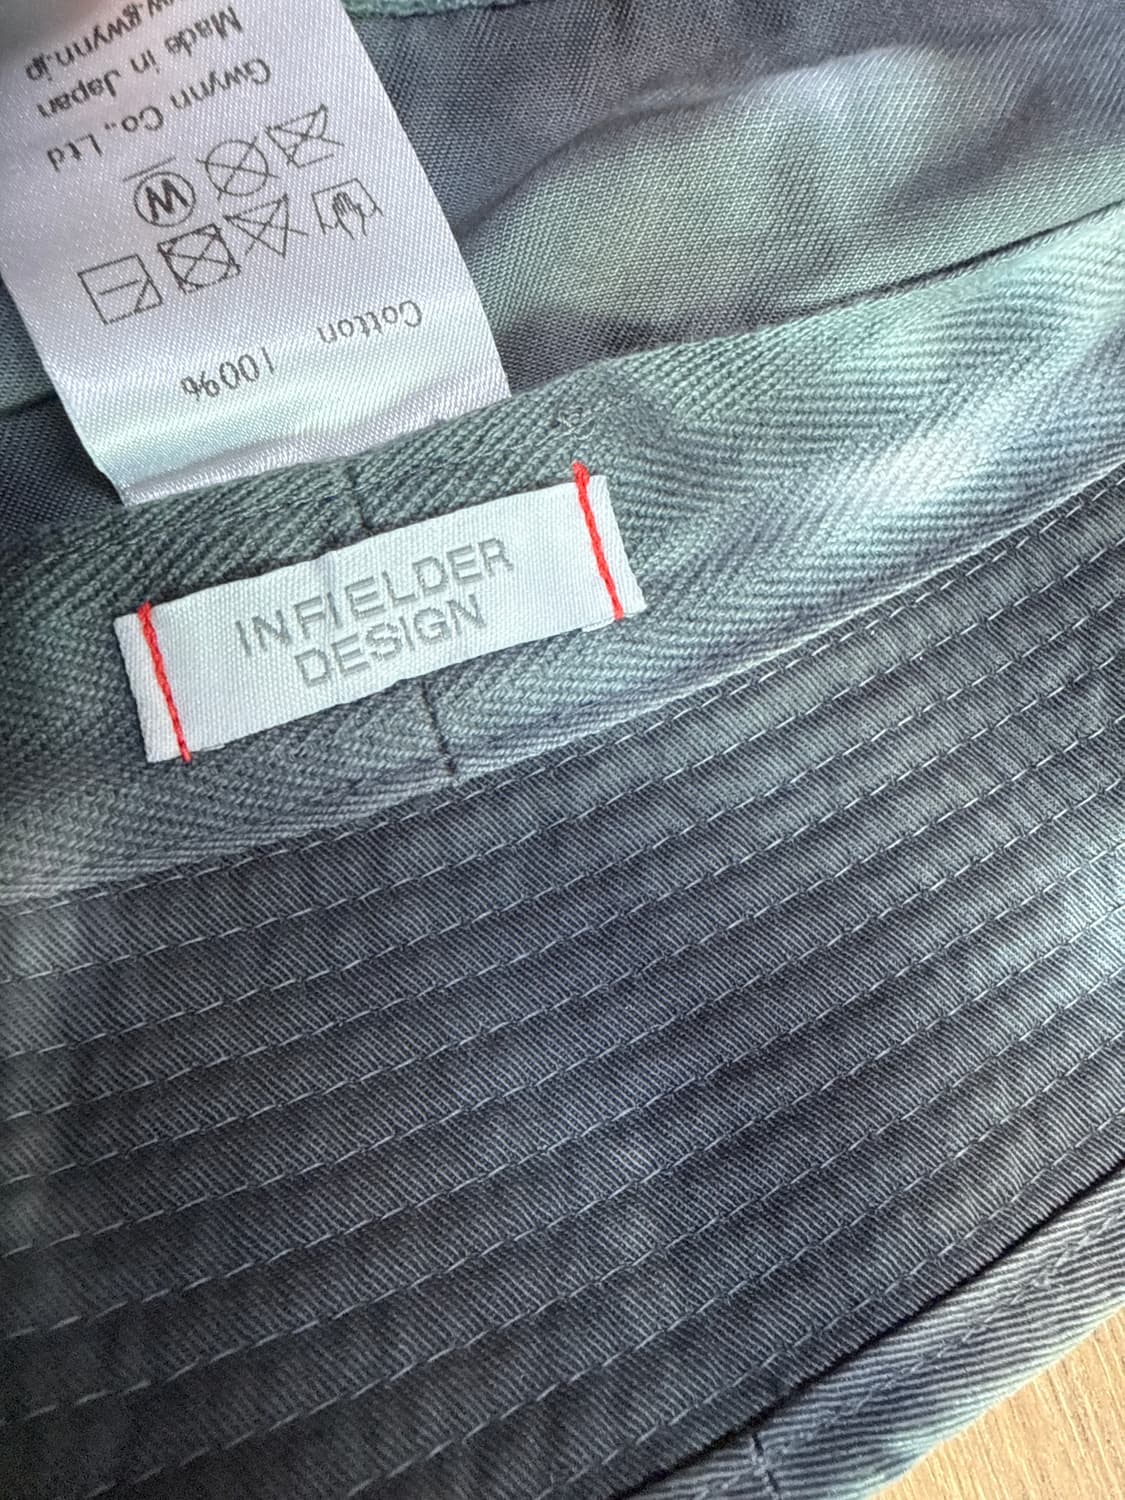 Cotton 100%
W
Gwynn Co., Ltd
Made in Japan
w.gwynn.jp
INFIELDER
DESIGN